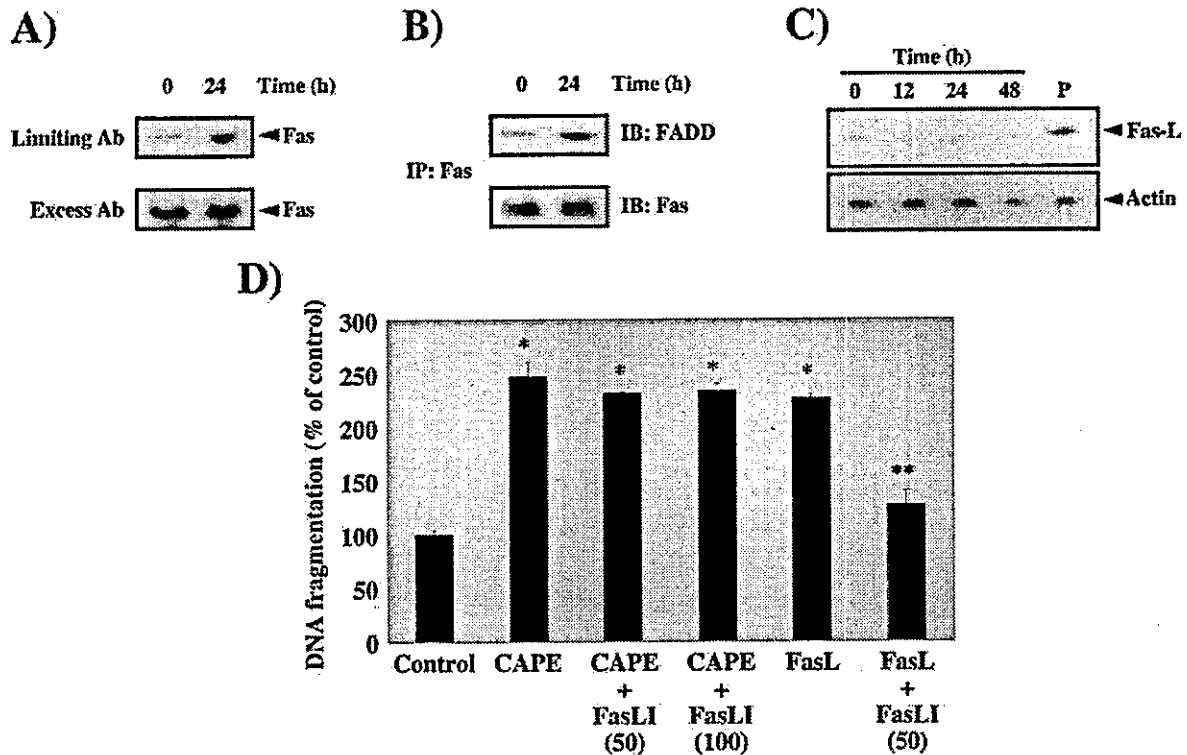 A)
0 24 Time (h)
Limiting Ab Fas
Excess Ab Fas
B)
0 24 Time (h)
IB: FADD
IP: Fas
IB: Fas
C)
Time (h)
0 12 24 48 P
Fas-L
Actin
D)
DNA fragmentation (% of control)
300
250
200
150
100
50
0
* * * * **
Control CAPE CAPE CAPE FasL FasL
+ + +
FasLI FasLI FasLI
(50) (100) (50)